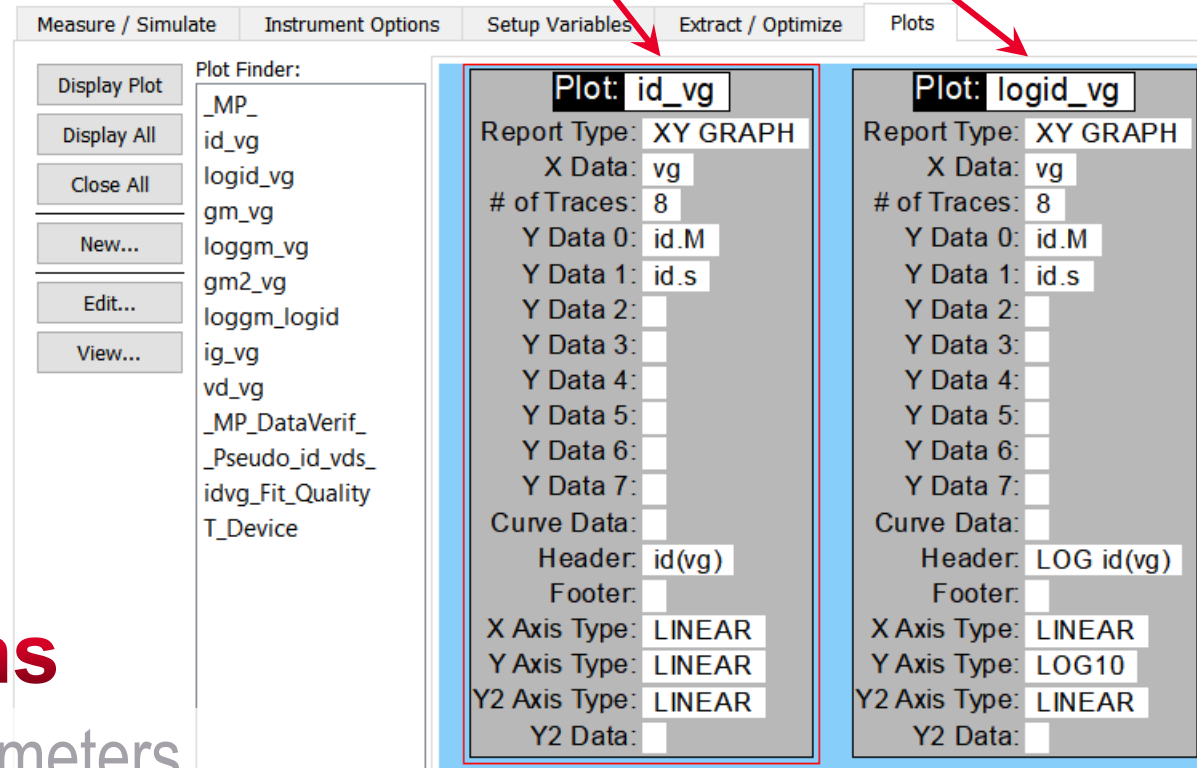 Measure / Simulate Instrument Options Setup Variables Extract / Optimize Plots
Display Plot
Display All
Close All
New...
Edit...
View...
Plot Finder:
_MP_
id_vg
logid_vg
gm_vg
loggm_vg
gm2_vg
loggm_logid
ig_vg
vd_vg
_MP_DataVerif_
_Pseudo_id_vds_
idvg_Fit_Quality
T_Device
Plot: id_vg
Report Type: XY GRAPH
X Data: vg
# of Traces: 8
Y Data 0: id.M
Y Data 1: id.s
Y Data 2:
Y Data 3:
Y Data 4:
Y Data 5:
Y Data 6:
Y Data 7:
Curve Data:
Header: id(vg)
Footer:
X Axis Type: LINEAR
Y Axis Type: LINEAR
Y2 Axis Type: LINEAR
Y2 Data:
Plot: logid_vg
Report Type: XY GRAPH
X Data: vg
# of Traces: 8
Y Data 0: id.M
Y Data 1: id.s
Y Data 2:
Y Data 3:
Y Data 4:
Y Data 5:
Y Data 6:
Y Data 7:
Curve Data:
Header: LOG id(vg)
Footer:
X Axis Type: LINEAR
Y Axis Type: LOG10
Y2 Axis Type: LINEAR
Y2 Data:
ns
meters